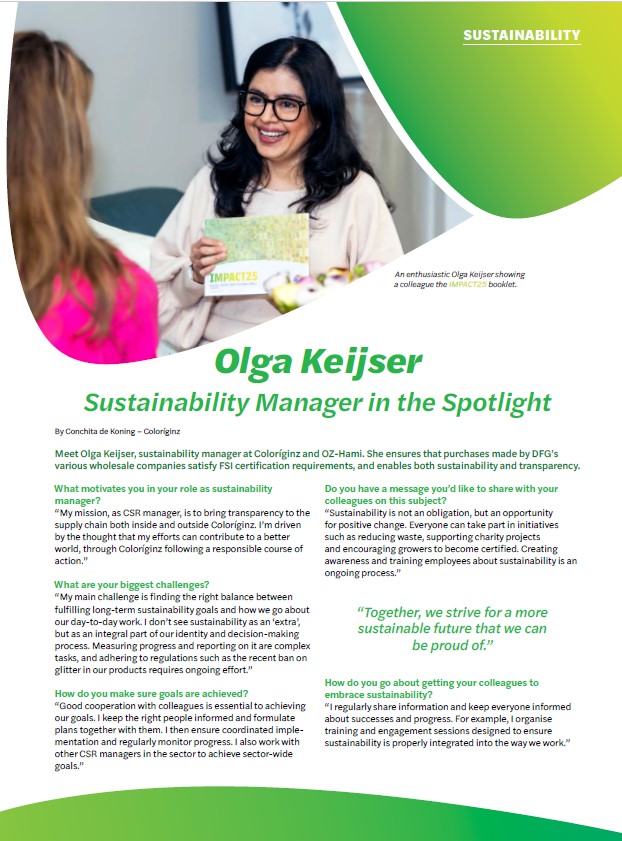 SUSTAINABILITY
IMPACT25
An enthusiastic Olga Keijser showing
a colleague the IMPACT25 booklet.
Olga Keijser
Sustainability Manager in the Spotlight
By Conchita de Koning – Coloríginz
Meet Olga Keijser, sustainability manager at Coloríginz and OZ-Hami. She ensures that purchases made by DFG’s
various wholesale companies satisfy FSI certification requirements, and enables both sustainability and transparency.
What motivates you in your role as sustainability
manager?
“My mission, as CSR manager, is to bring transparency to the
supply chain both inside and outside Coloríginz. I’m driven
by the thought that my efforts can contribute to a better
world, through Coloríginz following a responsible course of
action.”
What are your biggest challenges?
“My main challenge is finding the right balance between
fulfilling long-term sustainability goals and how we go about
our day-to-day work. I don’t see sustainability as an ‘extra’,
but as an integral part of our identity and decision-making
process. Measuring progress and reporting on it are complex
tasks, and adhering to regulations such as the recent ban on
glitter in our products requires ongoing effort.”
How do you make sure goals are achieved?
“Good cooperation with colleagues is essential to achieving
our goals. I keep the right people informed and formulate
plans together with them. I then ensure coordinated imple-
mentation and regularly monitor progress. I also work with
other CSR managers in the sector to achieve sector-wide
goals.”
Do you have a message you’d like to share with your
colleagues on this subject?
“Sustainability is not an obligation, but an opportunity
for positive change. Everyone can take part in initiatives
such as reducing waste, supporting charity projects
and encouraging growers to become certified. Creating
awareness and training employees about sustainability is an
ongoing process.”
“Together, we strive for a more
sustainable future that we can
be proud of.”
How do you go about getting your colleagues to
embrace sustainability?
“I regularly share information and keep everyone informed
about successes and progress. For example, I organise
training and engagement sessions designed to ensure
sustainability is properly integrated into the way we work.”